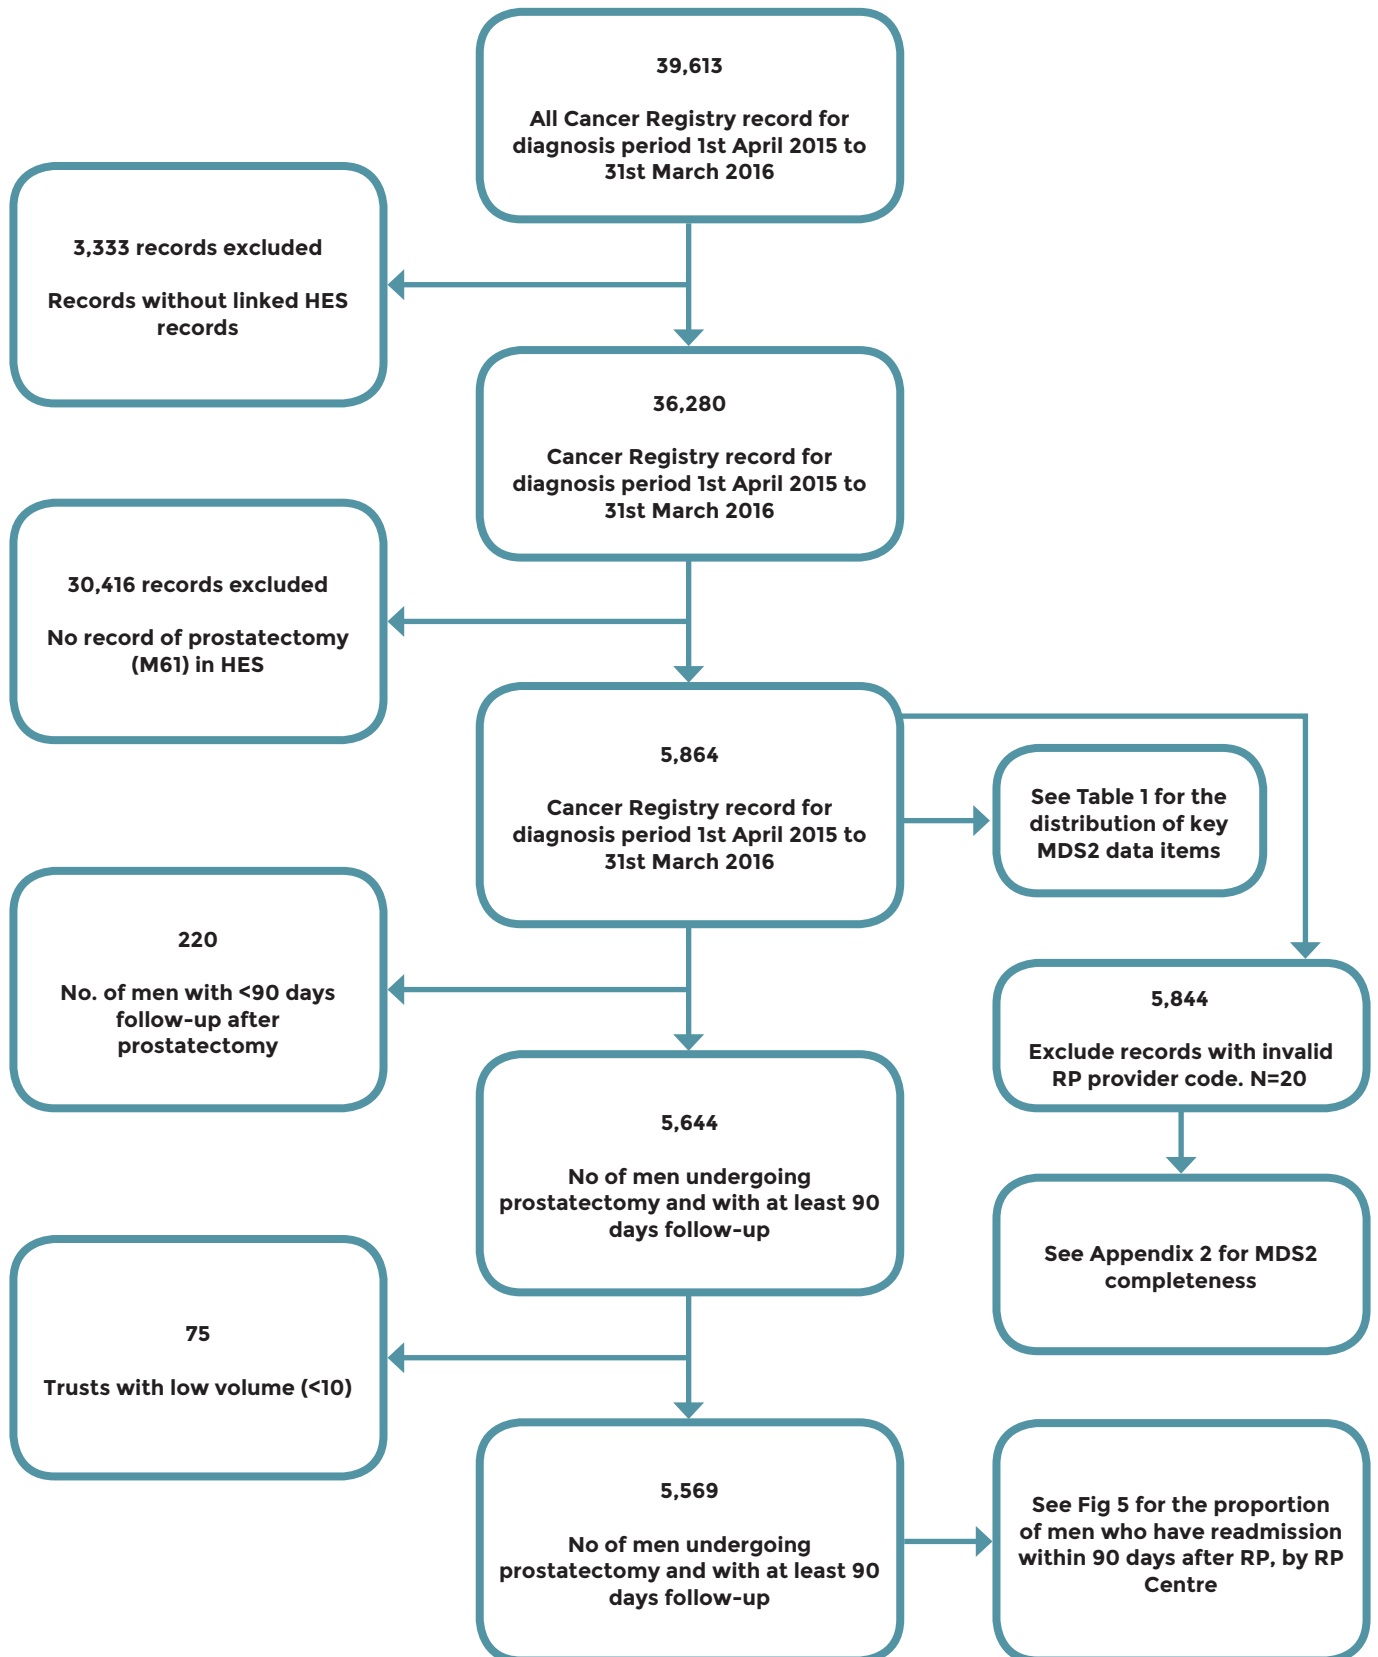 39,613
All Cancer Registry record for
diagnosis period 1st April 2015 to
31st March 2016
3,333 records excluded
Records without linked HES
records
36,280
Cancer Registry record for
diagnosis period 1st April 2015 to
31st March 2016
30,416 records excluded
No record of prostatectomy
(M61) in HES
5,864
Cancer Registry record for
diagnosis period 1st April 2015 to
31st March 2016
See Table 1 for the
distribution of key
MDS2 data items
220
No. of men with <90 days
follow-up after
prostatectomy
5,844
Exclude records with invalid
RP provider code. N=20
5,644
No of men undergoing
prostatectomy and with at least 90
days follow-up
See Appendix 2 for MDS2
completeness
75
Trusts with low volume (<10)
5,569
No of men undergoing
prostatectomy and with at least 90
days follow-up
See Fig 5 for the proportion
of men who have readmission
within 90 days after RP, by RP
Centre